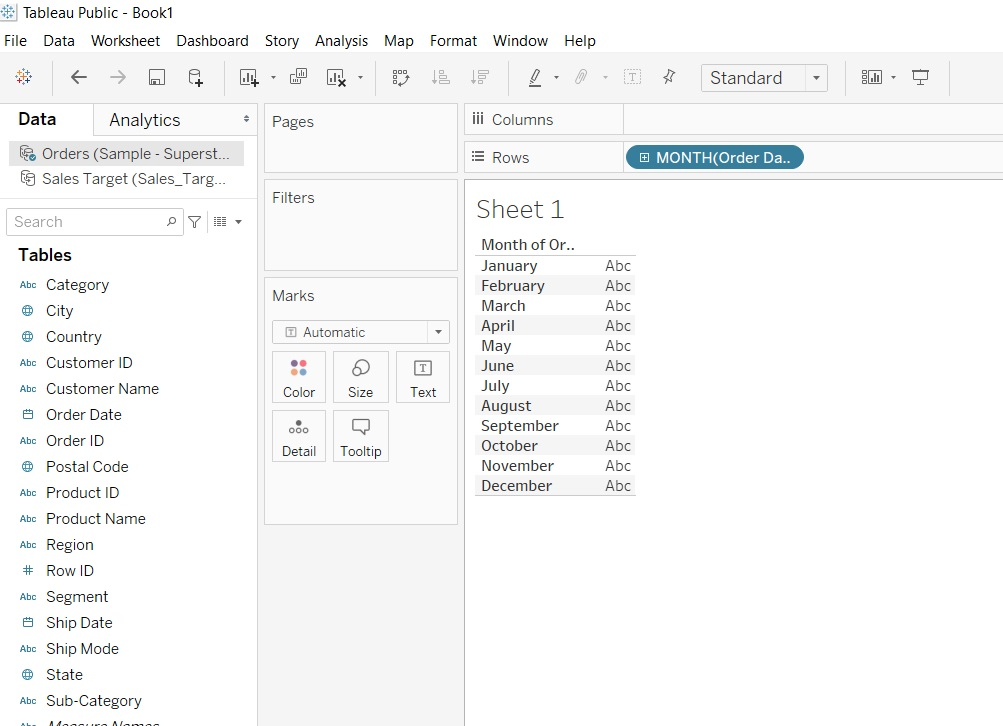 Tableau Public - Book1
File Data Worksheet Dashboard Story Analysis Map Format Window Help
Standard
Data Analytics
Orders (Sample - Superst...
Sales Target (Sales_Targ...
Search
Tables
Abc Category
City
Country
Abc Customer ID
Abc Customer Name
Order Date
Abc Order ID
Postal Code
Abc Product ID
Abc Product Name
Abc Region
# Row ID
Abc Segment
Ship Date
Abc Ship Mode
State
Abc Sub-Category
Abc Measure Names
Pages
Filters
Marks
T Automatic
Color Size T Text
Detail Tooltip
Columns
Rows MONTH(Order Da..
Sheet 1
Month of Or..
January Abc
February Abc
March Abc
April Abc
May Abc
June Abc
July Abc
August Abc
September Abc
October Abc
November Abc
December Abc